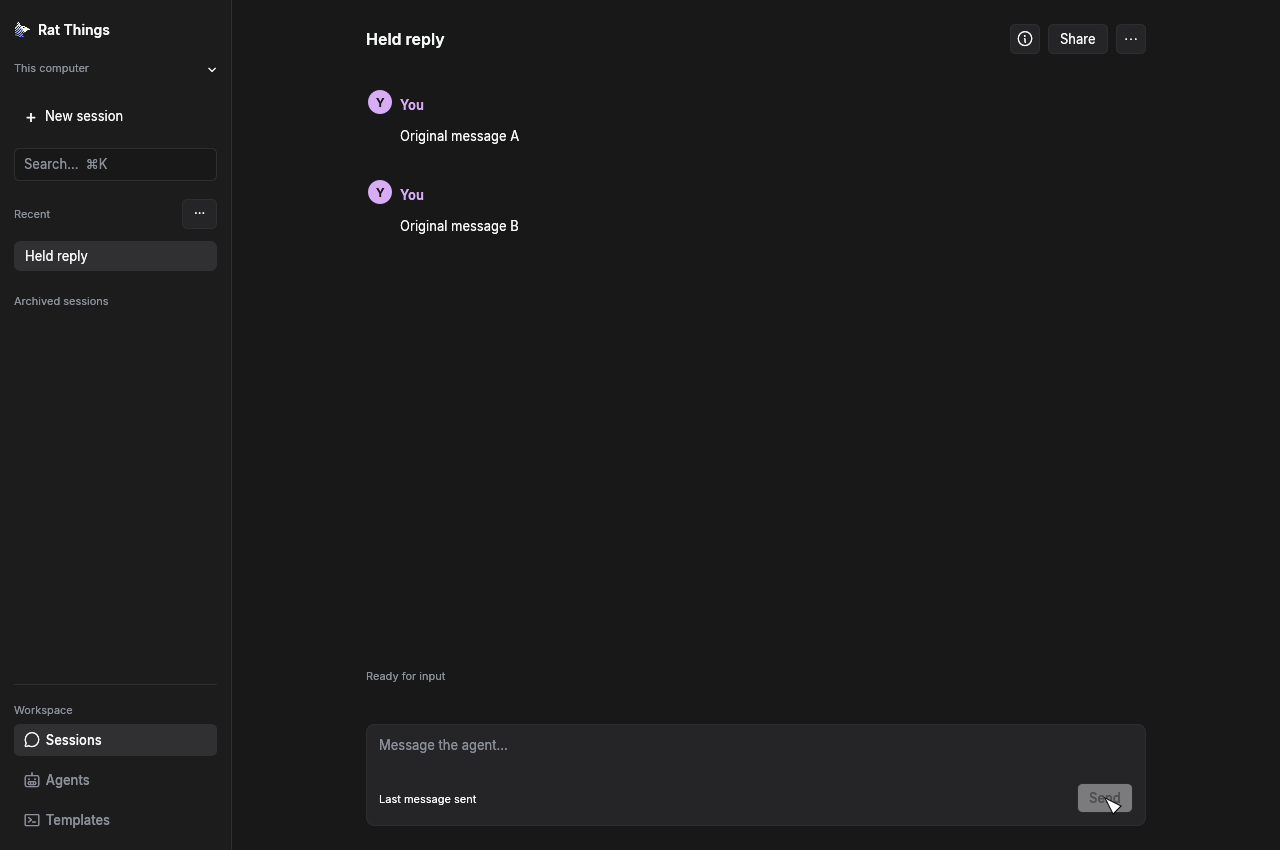 Rat Things
This computer
+ New session
Search... ⌘K
Recent
Held reply
Archived sessions
Workspace
Sessions
Agents
Templates
Held reply
Share
Y You
Original message A
Y You
Original message B
Ready for input
Message the agent...
Last message sent
Send